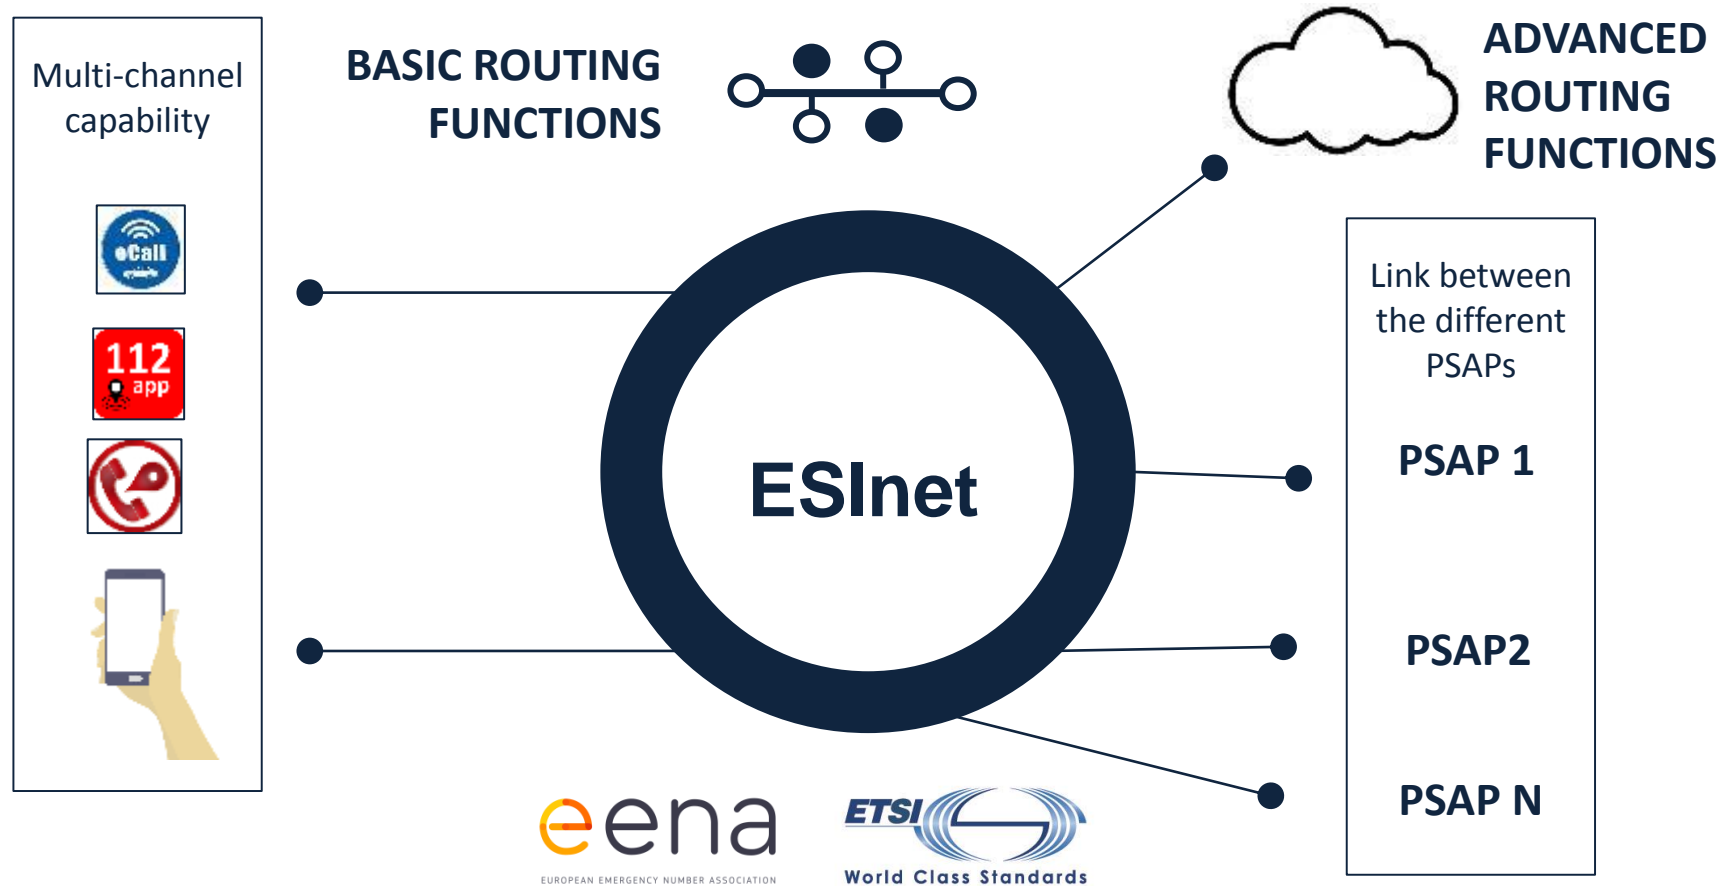 Multi-channel
capability
eCall
112
app
BASIC ROUTING
FUNCTIONS
ADVANCED
ROUTING
FUNCTIONS
ESInet
Link between
the different
PSAPs
PSAP 1
PSAP2
PSAP N
eena
EUROPEAN EMERGENCY NUMBER ASSOCIATION
ETSI
World Class Standards